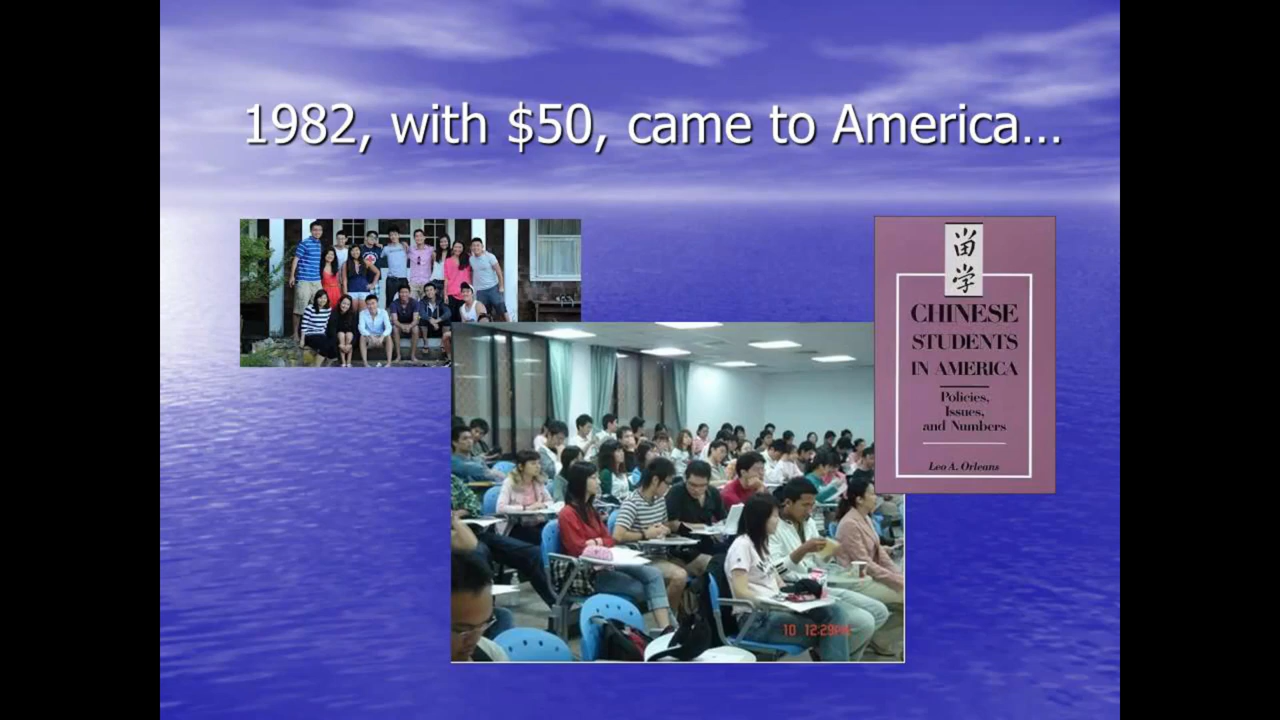 1982, with $50, came to America...
留
学
CHINESE
STUDENTS
IN AMERICA
Policies,
Issues,
and Numbers
Leo A. Orleans
10 12:29PM